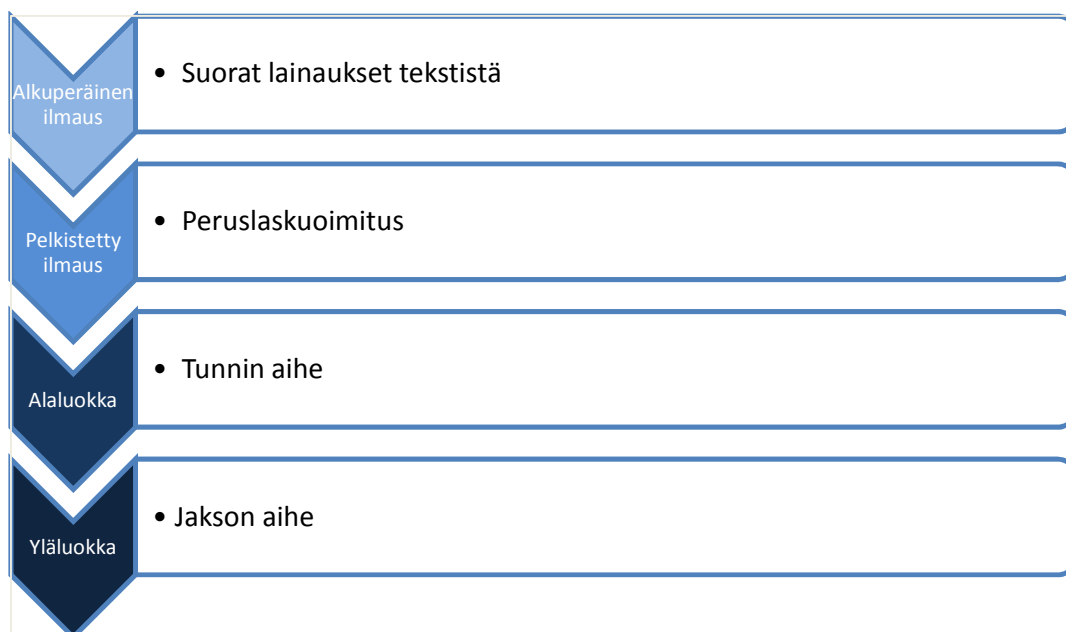 Alkuperäinen
ilmaus
• Suorat lainaukset tekstistä
Pelkistetty
ilmaus
• Peruslaskuoimitus
Alaluokka
• Tunnin aihe
Yläluokka
• Jakson aihe